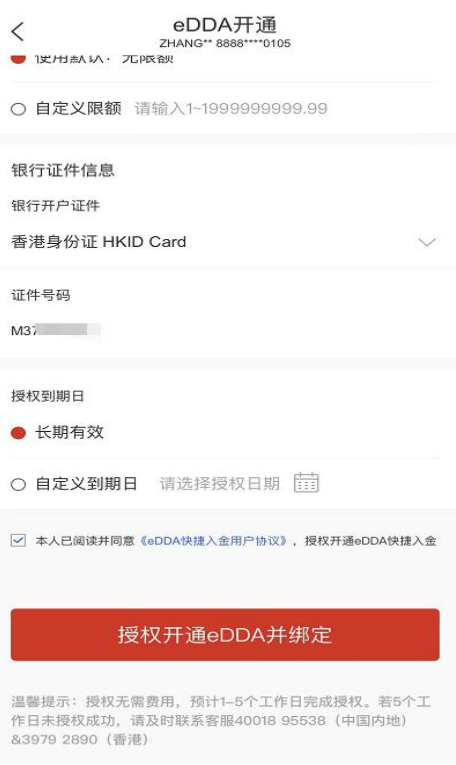 eDDA开通
ZHANG** 8888****0105
使用默认：无限额
自定义限额 请输入1~1999999999.99
银行证件信息
银行开户证件
香港身份证 HKID Card
证件号码
M37
授权到期日
长期有效
自定义到期日 请选择授权日期
本人已阅读并同意《eDDA快捷入金用户协议》，授权开通eDDA快捷入金
授权开通eDDA并绑定
温馨提示：授权无需费用，预计1-5个工作日完成授权。若5个工
作日未授权成功，请及时联系客服40018 95538（中国内地）
&3979 2890（香港）